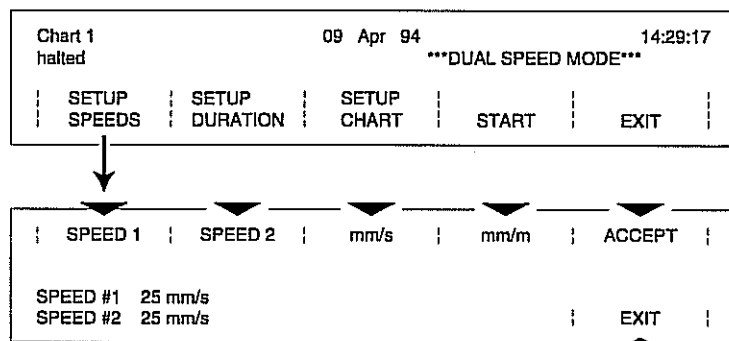 Chart 1 09 Apr 94 14:29:17
halted ***DUAL SPEED MODE***
SETUP SETUP SETUP
SPEEDS DURATION CHART START EXIT
SPEED 1 SPEED 2 mm/s mm/m ACCEPT
SPEED #1 25 mm/s
SPEED #2 25 mm/s EXIT